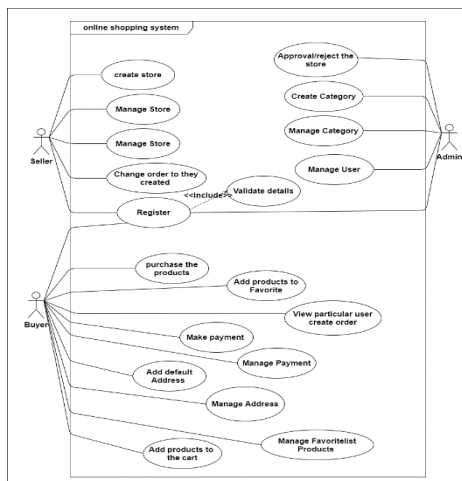 online shopping system
Approval/reject the
store
create store
Create Category
Manage Store
Manage Category
Manage Store
Seller
Admin
Manage User
Change order to they
created
<<include>>
Validate details
Register
purchase the
products
Add products to
Favorite
Buyer
View particular user
create order
Make payment
Manage Payment
Add default
Address
Manage Address
Manage Favoritelist
Products
Add products to
the cart